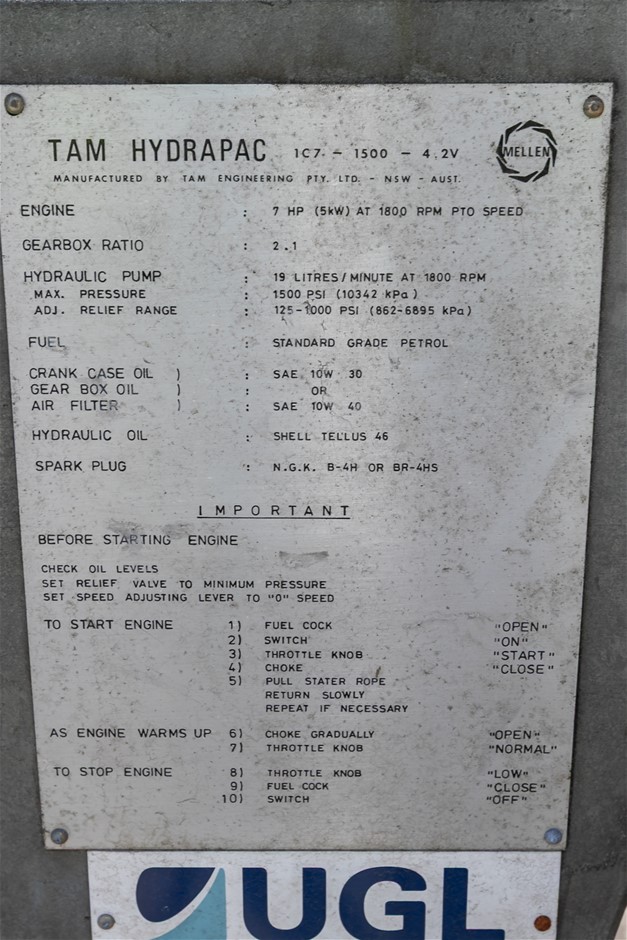 TAM HYDRAPAC 1C7 - 1500 - 4.2V MELLEN
MANUFACTURED BY TAM ENGINEERING PTY. LTD. - NSW - AUST.
ENGINE : 7 HP (5kW) AT 1800 RPM PTO SPEED
GEARBOX RATIO : 2.1
HYDRAULIC PUMP : 19 LITRES/MINUTE AT 1800 RPM
MAX. PRESSURE : 1500 PSI (10342 kPa)
ADJ. RELIEF RANGE : 125-1000 PSI (862-6895 kPa)
FUEL : STANDARD GRADE PETROL
CRANK CASE OIL ) : SAE 10W 30
GEAR BOX OIL ) : OR
AIR FILTER ) : SAE 10W 40
HYDRAULIC OIL : SHELL TELLUS 46
SPARK PLUG : N.G.K. B-4H OR BR-4HS
IMPORTANT
BEFORE STARTING ENGINE
CHECK OIL LEVELS
SET RELIEF VALVE TO MINIMUM PRESSURE
SET SPEED ADJUSTING LEVER TO "0" SPEED
TO START ENGINE 1) FUEL COCK "OPEN"
2) SWITCH "ON"
3) THROTTLE KNOB "START"
4) CHOKE "CLOSE"
5) PULL STATER ROPE
RETURN SLOWLY
REPEAT IF NECESSARY
AS ENGINE WARMS UP 6) CHOKE GRADUALLY "OPEN"
7) THROTTLE KNOB "NORMAL"
TO STOP ENGINE 8) THROTTLE KNOB "LOW"
9) FUEL COCK "CLOSE"
10) SWITCH "OFF"
UGL